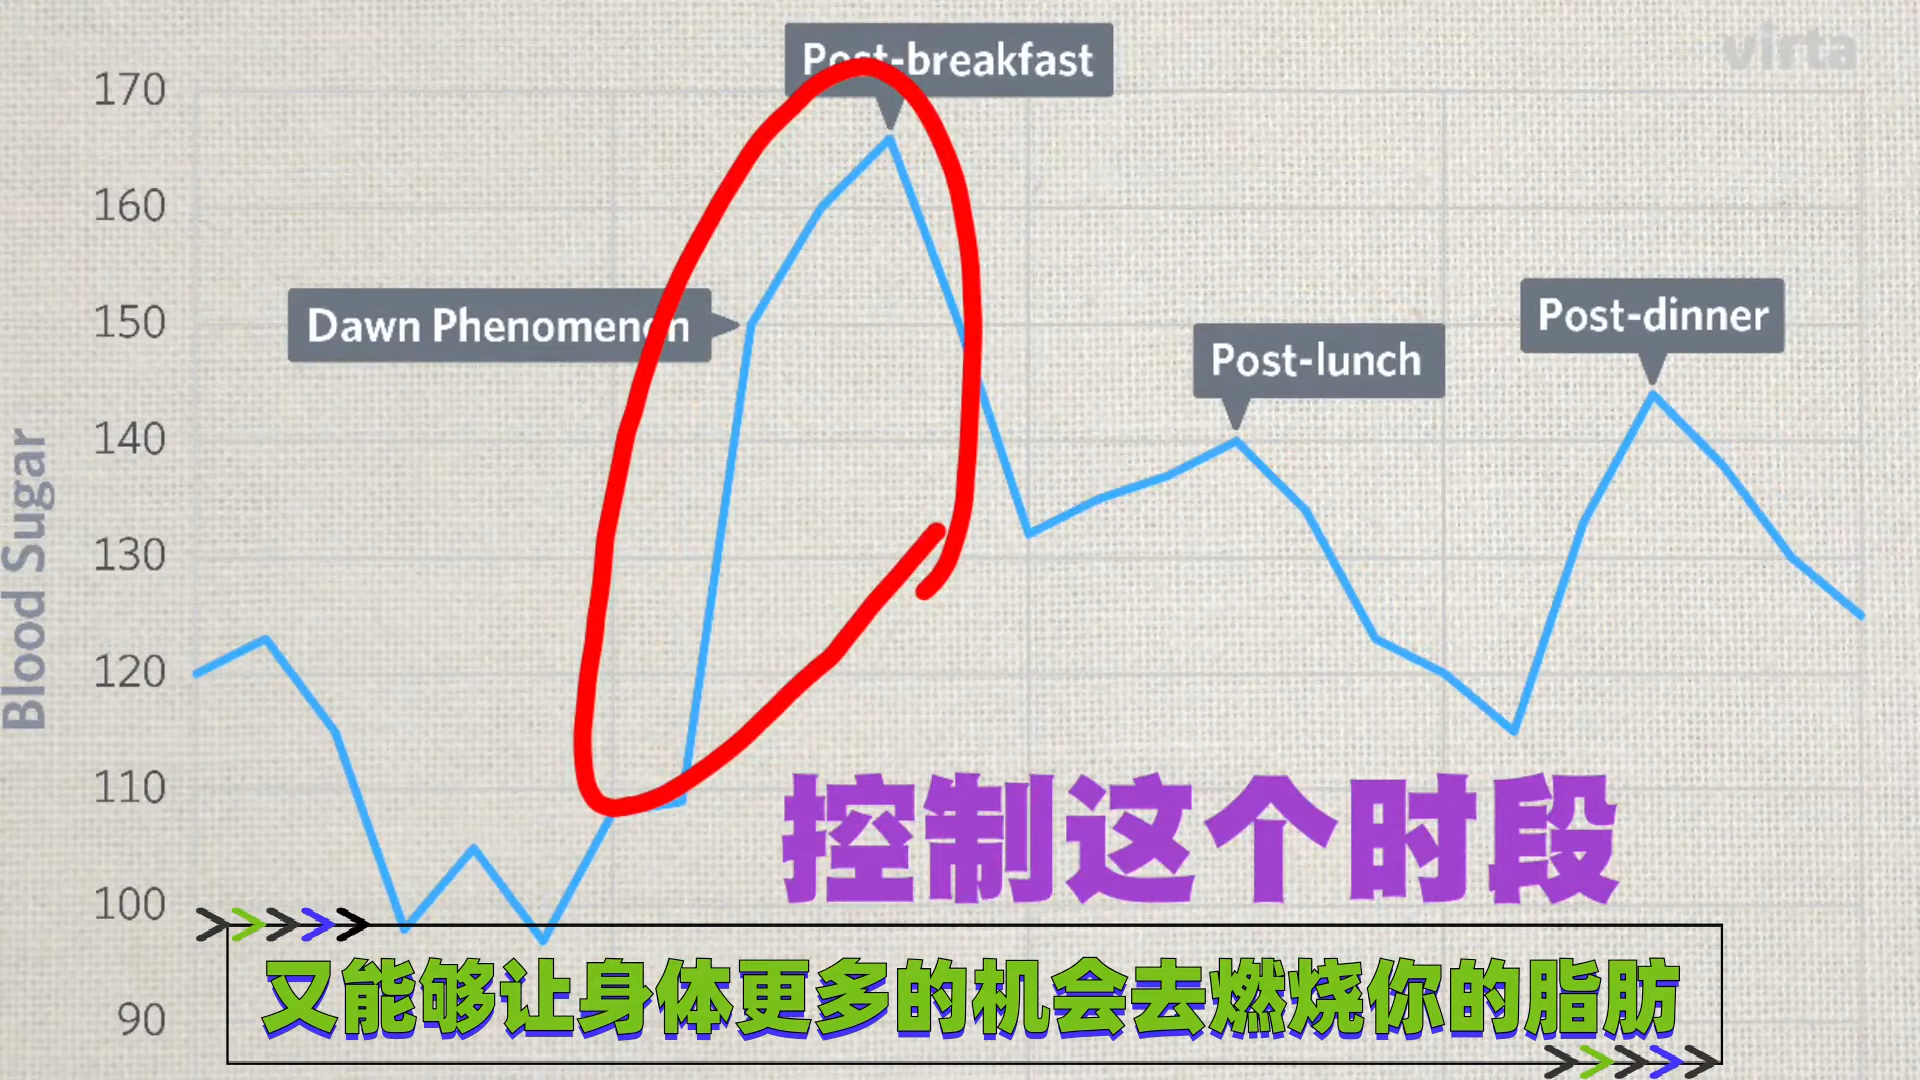 virta
Post-breakfast
170
160
Dawn Phenomenon
150
Post-lunch
Post-dinner
140
Blood Sugar
130
120
110
控制这个时段
100
又能够让身体更多的机会去燃烧你的脂肪
90